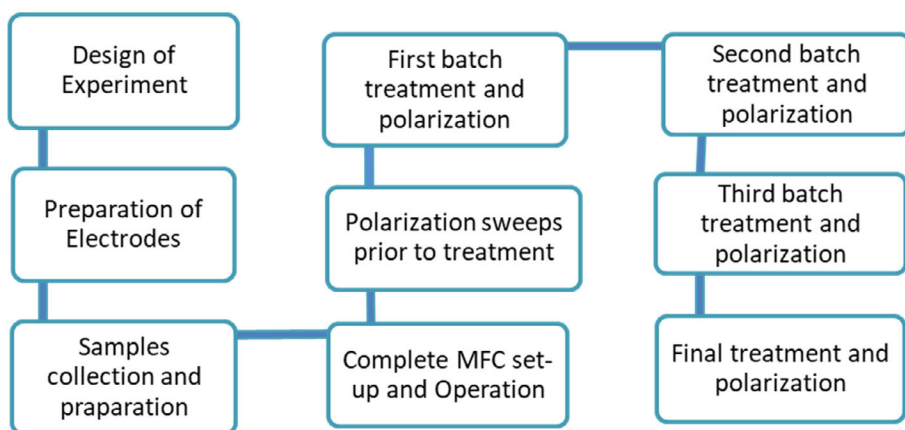 Design of
Experiment
Preparation of
Electrodes
Samples
collection and
praparation
Complete MFC set-
up and Operation
Polarization sweeps
prior to treatment
First batch
treatment and
polarization
Second batch
treatment and
polarization
Third batch
treatment and
polarization
Final treatment and
polarization